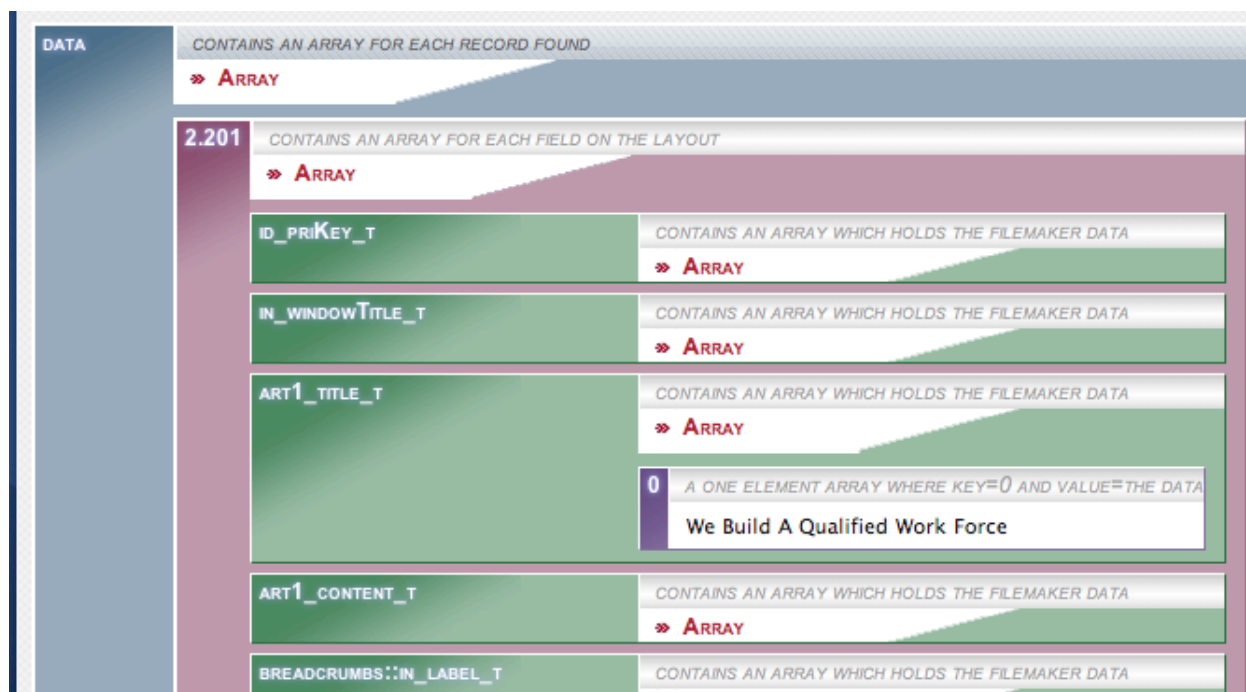 DATA
CONTAINS AN ARRAY FOR EACH RECORD FOUND
» ARRAY
2.201
CONTAINS AN ARRAY FOR EACH FIELD ON THE LAYOUT
» ARRAY
ID_PRIKEY_T
CONTAINS AN ARRAY WHICH HOLDS THE FILEMAKER DATA
» ARRAY
IN_WINDOWTITLE_T
CONTAINS AN ARRAY WHICH HOLDS THE FILEMAKER DATA
» ARRAY
ART1_TITLE_T
CONTAINS AN ARRAY WHICH HOLDS THE FILEMAKER DATA
» ARRAY
0
A ONE ELEMENT ARRAY WHERE KEY=0 AND VALUE=THE DATA
We Build A Qualified Work Force
ART1_CONTENT_T
CONTAINS AN ARRAY WHICH HOLDS THE FILEMAKER DATA
» ARRAY
BREADCRUMBS::IN_LABEL_T
CONTAINS AN ARRAY WHICH HOLDS THE FILEMAKER DATA